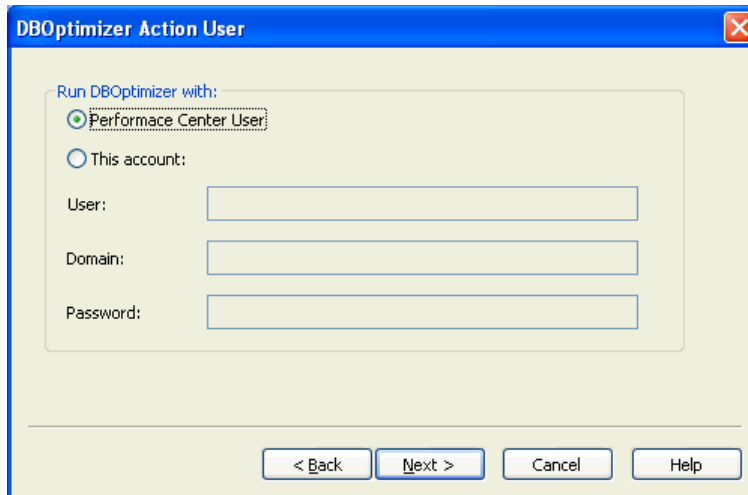 DBOptimizer Action User
Run DBOptimizer with:
Performace Center User
This account:
User:
Domain:
Password:
< Back Next > Cancel Help